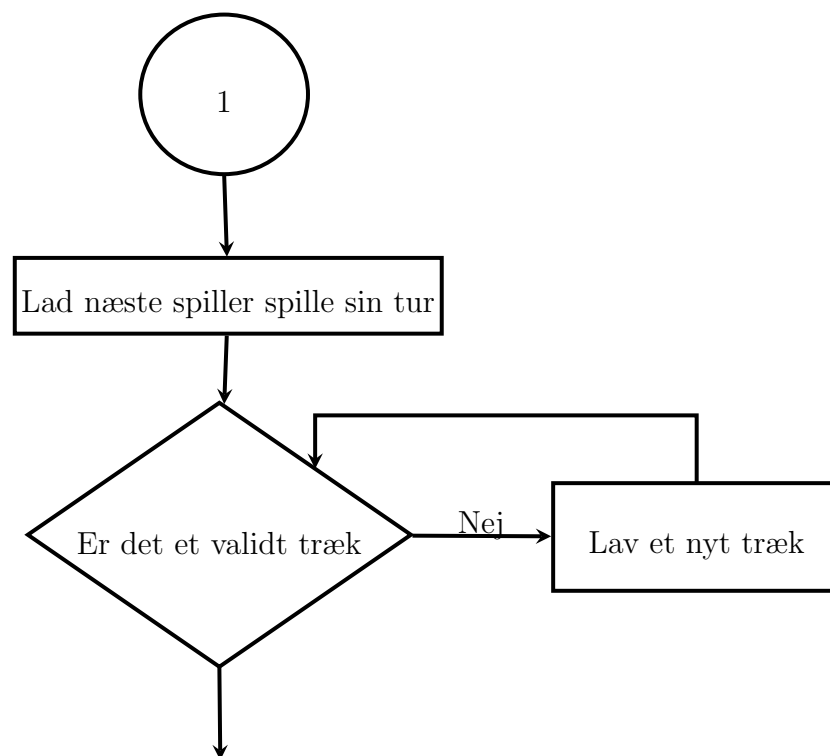 1
Lad næste spiller spille sin tur
Er det et validt træk
Nej
Lav et nyt træk